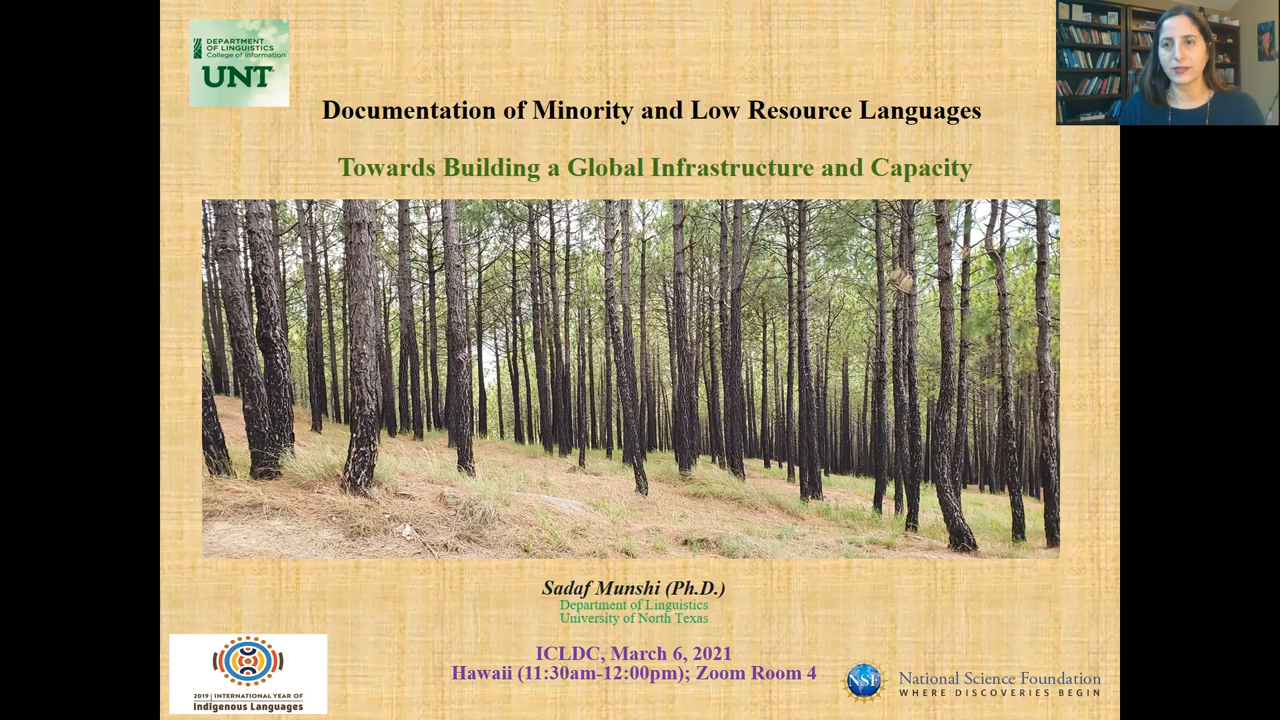 DEPARTMENT
OF LINGUISTICS
College of Information
UNT
Documentation of Minority and Low Resource Languages
Towards Building a Global Infrastructure and Capacity
Sadaf Munshi (Ph.D.)
Department of Linguistics
University of North Texas
ICLDC, March 6, 2021
Hawaii (11:30am-12:00pm); Zoom Room 4
2019 | INTERNATIONAL YEAR OF
Indigenous Languages
NSF
National Science Foundation
WHERE DISCOVERIES BEGIN